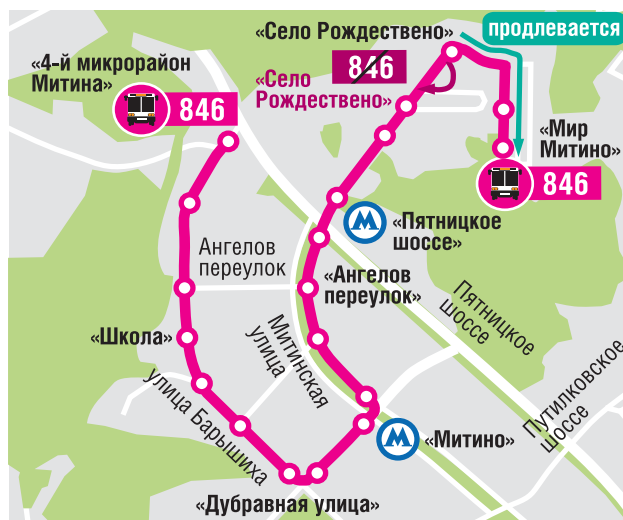 «Село Рождествено»
продлевается
«4-й микрорайон
Митина»
846
846
«Село
Рождествено»
«Мир
Митино»
846
М
«Пятницкое
шоссе»
Ангелов
переулок
«Ангелов
переулок»
Пятницкое
шоссе
«Школа»
Митинская
улица
Путилковское
шоссе
улица Барышиха
М
«Митино»
«Дубравная улица»